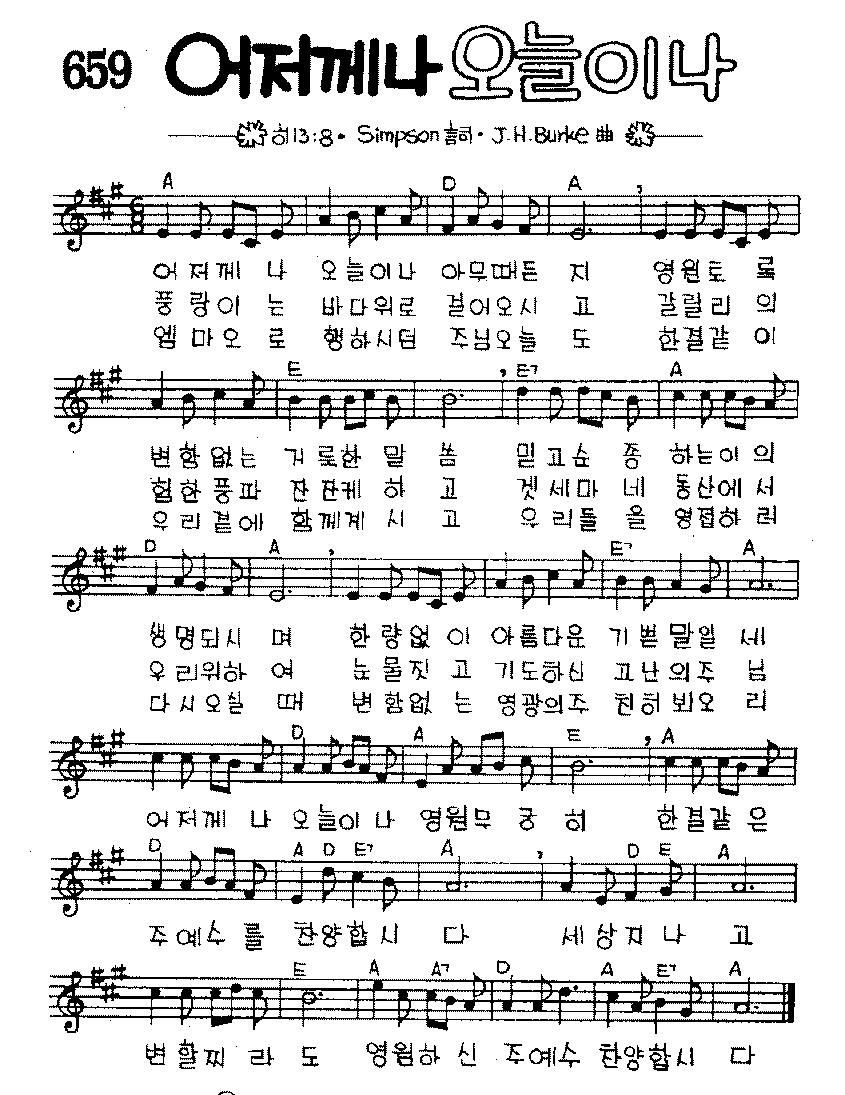 659 어저께나 오늘이나
히13:8 · Simpson 詞 · J.H.Burke 曲
A D A
어 저께 나 오늘이나 아무때든 지 영원토 록
풍 랑이 는 바다위로 걸어오시 고 갈릴리 의
엠 마오 로 행하시던 주님오늘 도 한결같 이
E E7 A
변함없는 거 로한 말 씀 믿고순 종 하는이의
험한풍파 잔잔케 하 고 겟세마 네 동산에서
우리곁에 함께계 시 고 우리들 을 영접하리
D A E7 A
생명되시 며 한 량없 이 아름다운 기쁜말일 세
우리위하 여 눈 물짓 고 기도하신 고난의주 님
다시오실 때 변 함없 는 영광의주 친히뵈오 리
D A E A
어저께 나 오늘이 나 영원무 궁 히 한결같은
D A D E7 A D E A
주예수 를 찬양합 시 다 세상지나 고
E A A7 D A E7 A
변할찌 라 도 영원하 신 주예수 찬양합시 다